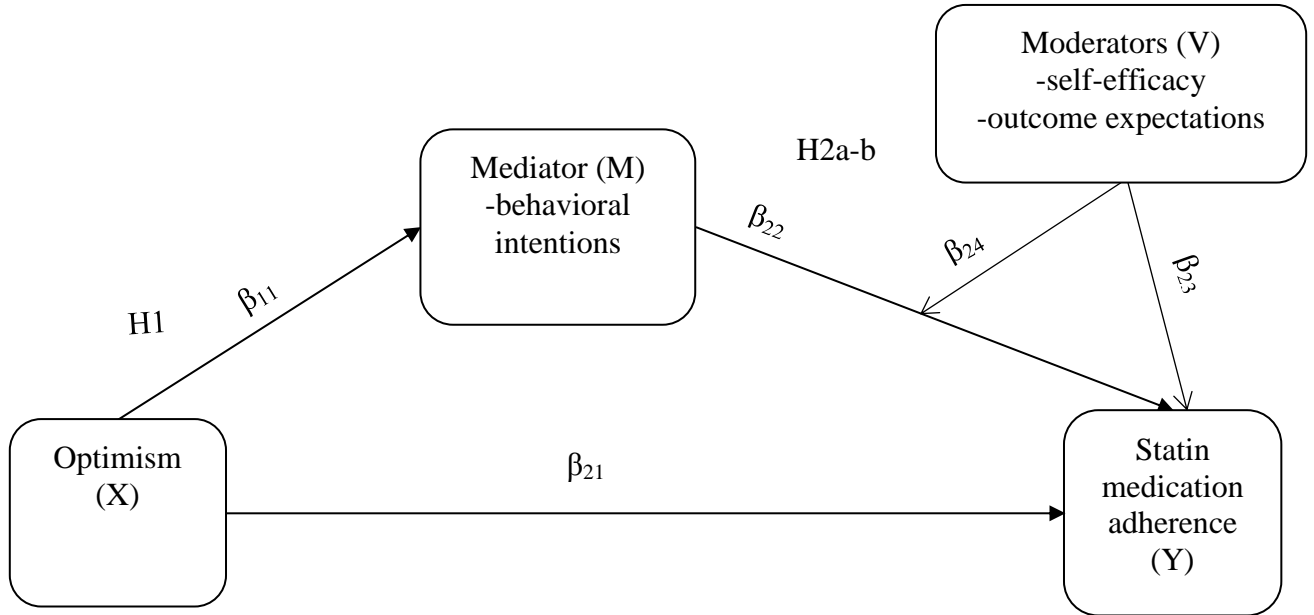 Moderators (V)
-self-efficacy
-outcome expectations
H2a-b
Mediator (M)
-behavioral
intentions
β₂₂
β₂₄
β₂₃
β₁₁
H1
Optimism
(X)
β₂₁
Statin
medication
adherence
(Y)